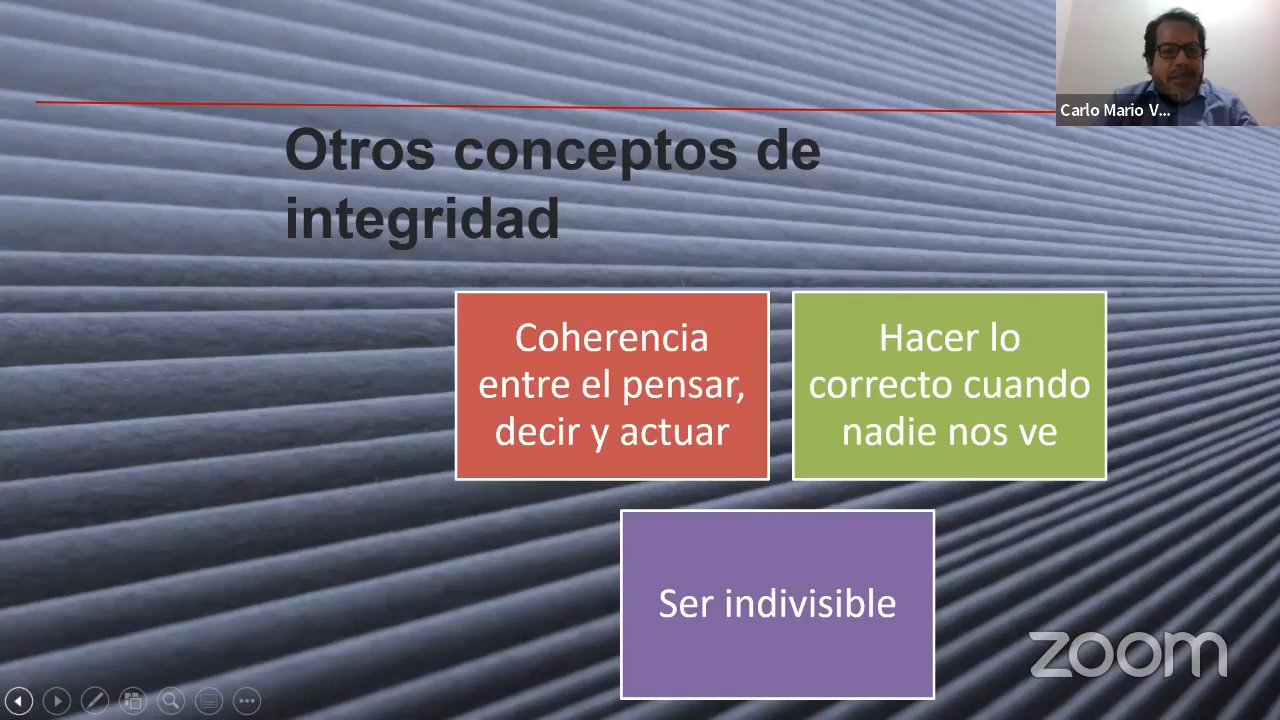 Carlo Mario V...
Otros conceptos de
integridad
Coherencia
entre el pensar,
decir y actuar
Hacer lo
correcto cuando
nadie nos ve
Ser indivisible
zoom